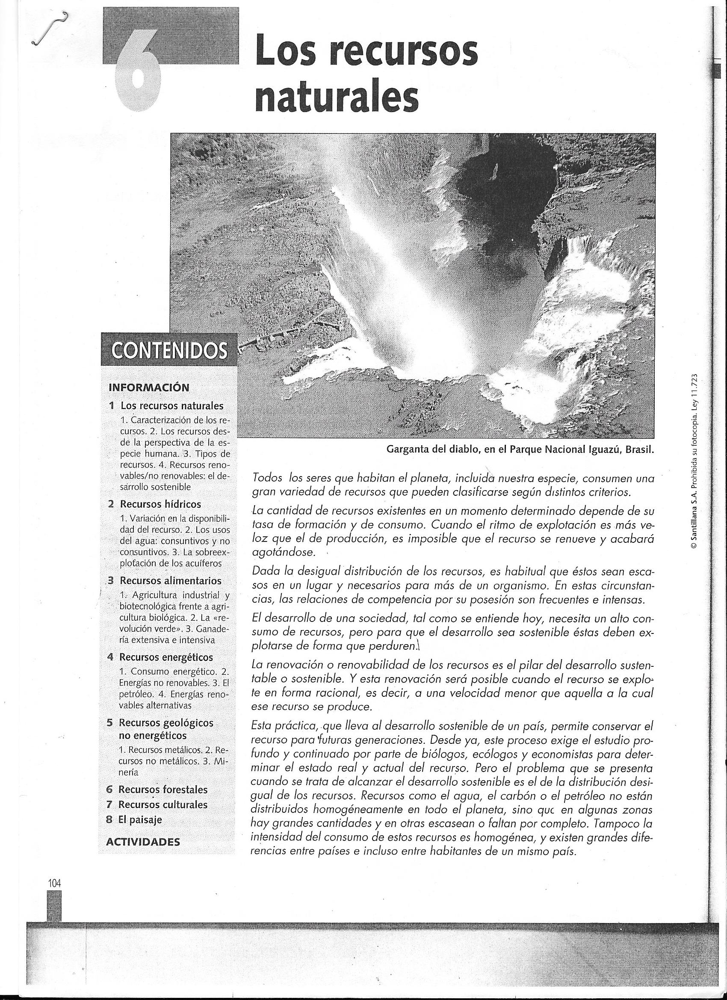 6
Los recursos
naturales
CONTENIDOS
INFORMACIÓN
1 Los recursos naturales
1. Caracterización de los re-
cursos. 2. Los recursos des-
de la perspectiva de la es-
pecie humana. 3. Tipos de
recursos. 4. Recursos reno-
vables/no renovables: el de-
sarrollo sostenible
2 Recursos hídricos
1. Variación en la disponibili-
dad del recurso. 2. Los usos
del agua: consuntivos y no
consuntivos. 3. La sobreex-
plotación de los acuíferos
3 Recursos alimentarios
1. Agricultura industrial y
biotecnológica frente a agri-
cultura biológica. 2. La «re-
volución verde». 3. Ganade-
ría extensiva e intensiva
4 Recursos energéticos
1. Consumo energético. 2.
Energías no renovables. 3. El
petróleo. 4. Energías reno-
vables alternativas
5 Recursos geológicos
no energéticos
1. Recursos metálicos. 2. Re-
cursos no metálicos. 3. Mi-
nería
6 Recursos forestales
7 Recursos culturales
8 El paisaje
ACTIVIDADES
Garganta del diablo, en el Parque Nacional Iguazú, Brasil.
Todos los seres que habitan el planeta, incluida nuestra especie, consumen una
gran variedad de recursos que pueden clasificarse según distintos criterios.
La cantidad de recursos existentes en un momento determinado depende de su
tasa de formación y de consumo. Cuando el ritmo de explotación es más ve-
loz que el de producción, es imposible que el recurso se renueve y acabará
agotándose.
Dada la desigual distribución de los recursos, es habitual que éstos sean esca-
sos en un lugar y necesarios para más de un organismo. En estas circunstan-
cias, las relaciones de competencia por su posesión son frecuentes e intensas.
El desarrollo de una sociedad, tal como se entiende hoy, necesita un alto con-
sumo de recursos, pero para que el desarrollo sea sostenible éstas deben ex-
plotarse de forma que perduren.
La renovación o renovabilidad de los recursos es el pilar del desarrollo susten-
table o sostenible. Y esta renovación será posible cuando el recurso se explo-
te en forma racional, es decir, a una velocidad menor que aquella a la cual
ese recurso se produce.
Esta práctica, que lleva al desarrollo sostenible de un país, permite conservar el
recurso para futuras generaciones. Desde ya, este proceso exige el estudio pro-
fundo y continuado por parte de biólogos, ecólogos y economistas para deter-
minar el estado real y actual del recurso. Pero el problema que se presenta
cuando se trata de alcanzar el desarrollo sostenible es el de la distribución desi-
gual de los recursos. Recursos como el agua, el carbón o el petróleo no están
distribuidos homogéneamente en todo el planeta, sino que en algunas zonas
hay grandes cantidades y en otras escasean o faltan por completo. Tampoco la
intensidad del consumo de estos recursos es homogénea, y existen grandes dife-
rencias entre países e incluso entre habitantes de un mismo país.
© Santillana S.A. Prohibida su fotocopia. Ley 11.723
104